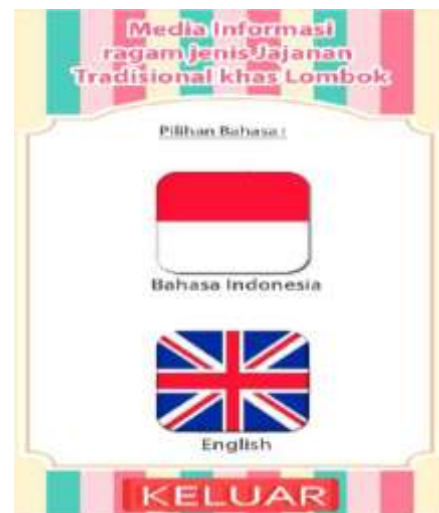 Media Informasi
ragam jenis Jajanan
Tradisional khas Lombok
Pilihan Bahasa :
Bahasa Indonesia
English
KELUAR